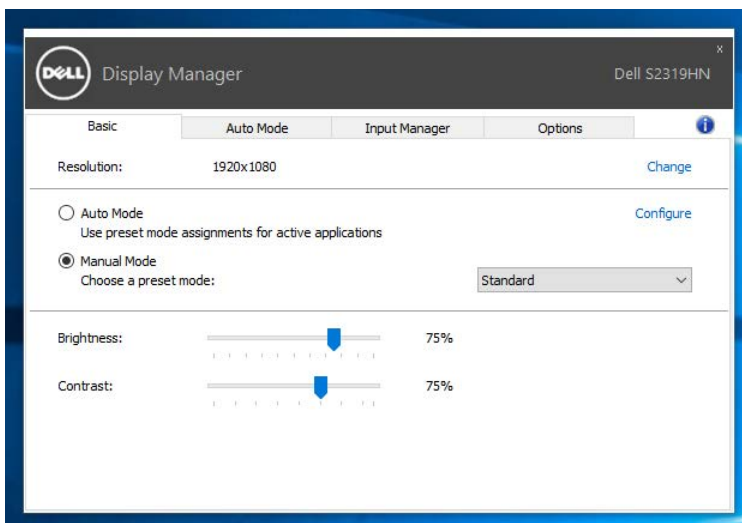 DELL Display Manager
Dell S2319HN
x
Basic Auto Mode Input Manager Options i
Resolution: 1920x1080 Change
Auto Mode Configure
Use preset mode assignments for active applications
Manual Mode
Choose a preset mode: Standard
Brightness: 75%
Contrast: 75%